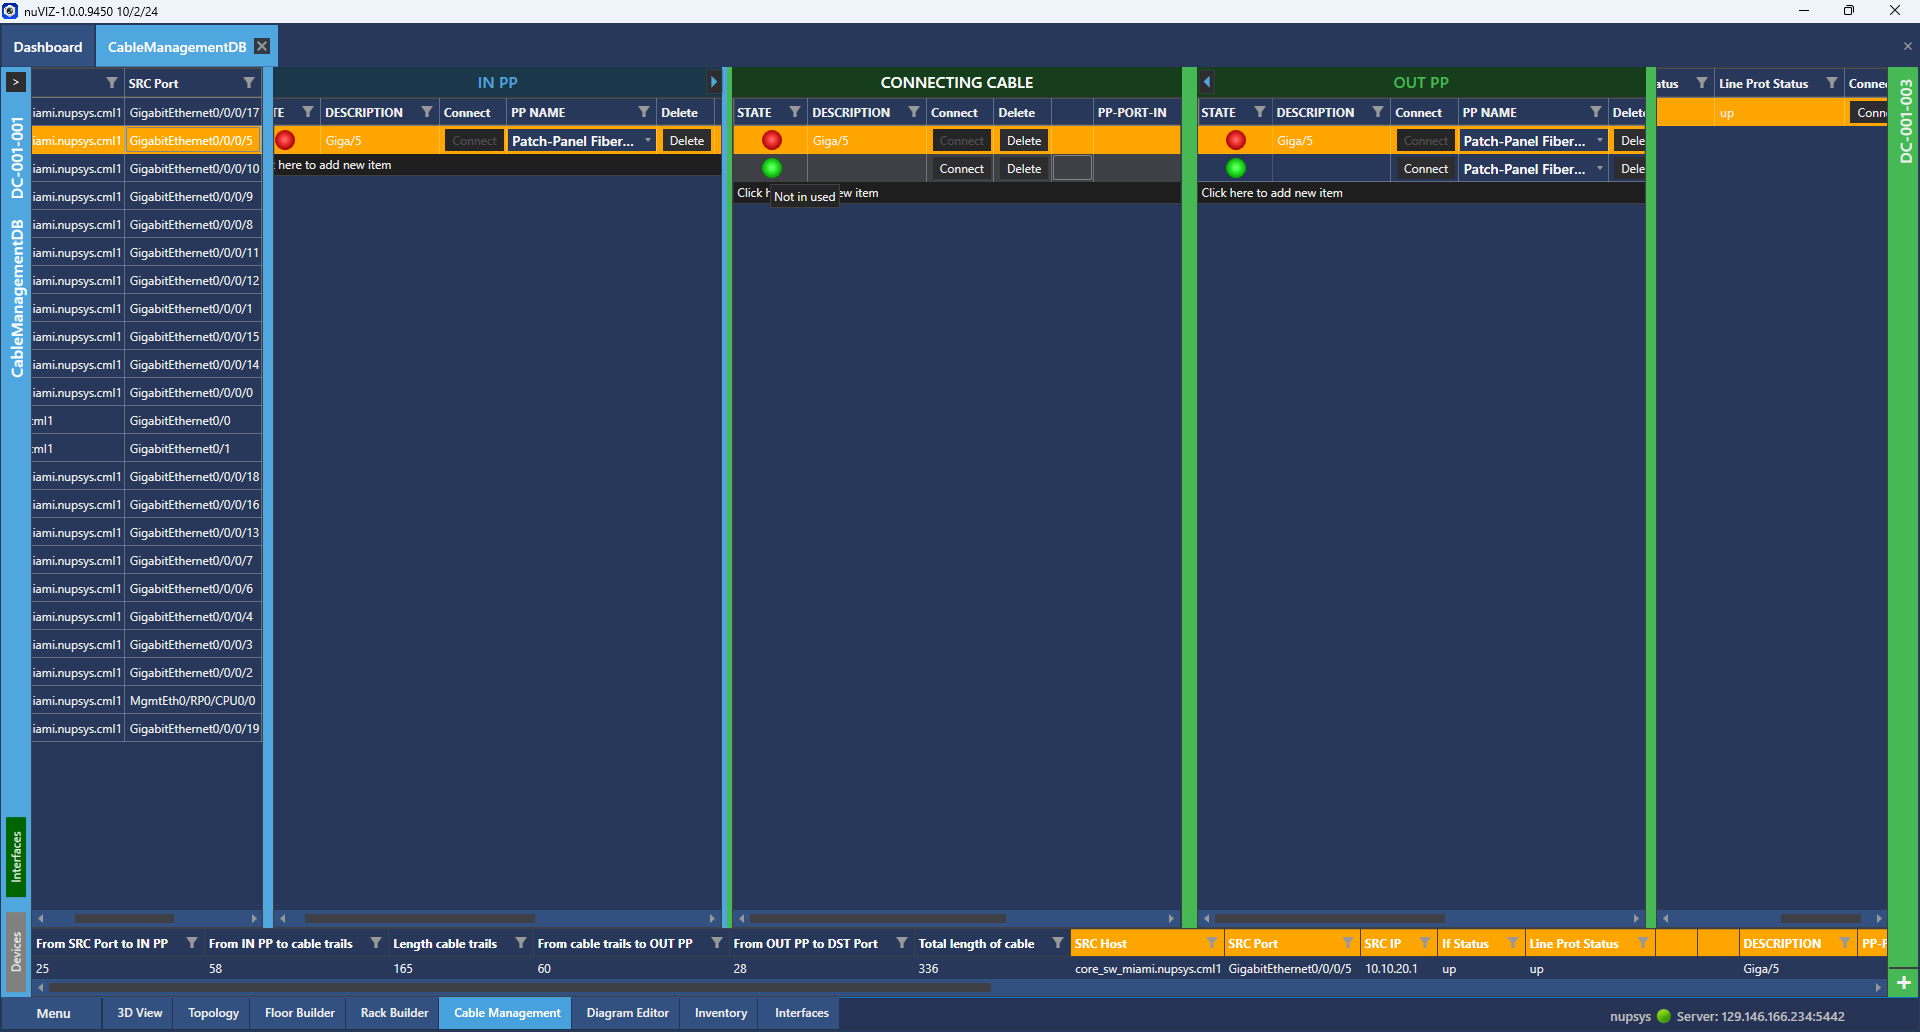 nuVIZ-1.0.0.9450 10/2/24
Dashboard
CableManagementDB
>
SRC Port
iami.nupsys.cml1 GigabitEthernet0/0/0/17
iami.nupsys.cml1 GigabitEthernet0/0/0/5
iami.nupsys.cml1 GigabitEthernet0/0/0/10
iami.nupsys.cml1 GigabitEthernet0/0/0/9
iami.nupsys.cml1 GigabitEthernet0/0/0/8
iami.nupsys.cml1 GigabitEthernet0/0/0/11
iami.nupsys.cml1 GigabitEthernet0/0/0/12
iami.nupsys.cml1 GigabitEthernet0/0/0/1
iami.nupsys.cml1 GigabitEthernet0/0/0/15
iami.nupsys.cml1 GigabitEthernet0/0/0/14
iami.nupsys.cml1 GigabitEthernet0/0/0/0
:ml1 GigabitEthernet0/0
:ml1 GigabitEthernet0/1
iami.nupsys.cml1 GigabitEthernet0/0/0/18
iami.nupsys.cml1 GigabitEthernet0/0/0/16
iami.nupsys.cml1 GigabitEthernet0/0/0/13
iami.nupsys.cml1 GigabitEthernet0/0/0/7
iami.nupsys.cml1 GigabitEthernet0/0/0/6
iami.nupsys.cml1 GigabitEthernet0/0/0/4
iami.nupsys.cml1 GigabitEthernet0/0/0/3
iami.nupsys.cml1 GigabitEthernet0/0/0/2
iami.nupsys.cml1 MgmtEth0/RP0/CPU0/0
iami.nupsys.cml1 GigabitEthernet0/0/0/19
DC-001-001
CableManagementDB
Interfaces
Devices
IN PP
TE DESCRIPTION Connect PP NAME Delete
Giga/5 Connect Patch-Panel Fiber... Delete
: here to add new item
CONNECTING CABLE
STATE DESCRIPTION Connect Delete PP-PORT-IN
Giga/5 Connect Delete
Connect Delete
Click h ew item
Not in used
OUT PP
STATE DESCRIPTION Connect PP NAME Delete
Giga/5 Connect Patch-Panel Fiber... Dele
Connect Patch-Panel Fiber... Dele
Click here to add new item
atus Line Prot Status Connec
up Conne
DC-001-003
From SRC Port to IN PP From IN PP to cable trails Length cable trails From cable trails to OUT PP From OUT PP to DST Port Total length of cable SRC Host SRC Port SRC IP If Status Line Prot Status DESCRIPTION PP-P
25 58 165 60 28 336 core_sw_miami.nupsys.cml1 GigabitEthernet0/0/0/5 10.10.20.1 up up Giga/5
+
Menu 3D View Topology Floor Builder Rack Builder Cable Management Diagram Editor Inventory Interfaces
nupsys Server: 129.146.166.234:5442